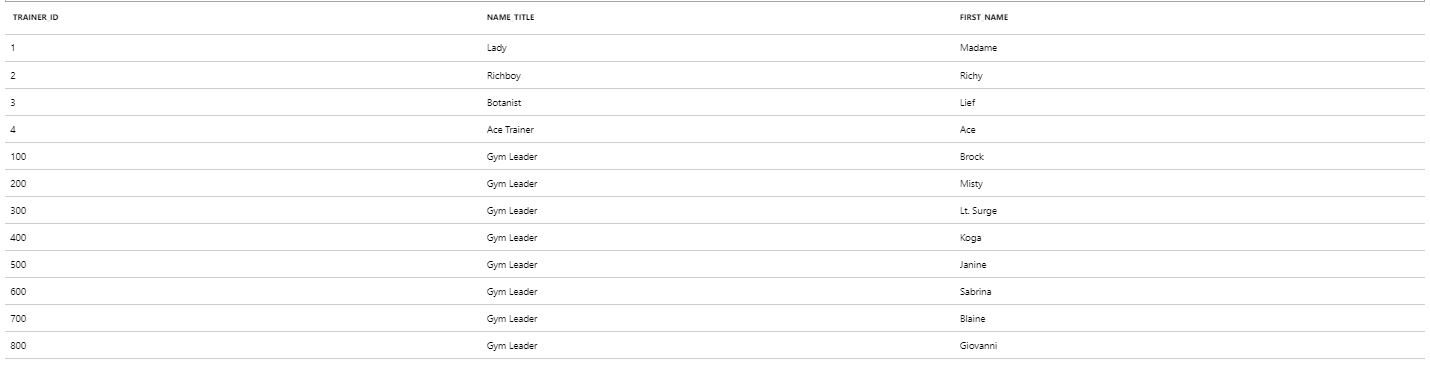 TRAINER ID NAME TITLE FIRST NAME
1 Lady Madame
2 Richboy Richy
3 Botanist Lief
4 Ace Trainer Ace
100 Gym Leader Brock
200 Gym Leader Misty
300 Gym Leader Lt. Surge
400 Gym Leader Koga
500 Gym Leader Janine
600 Gym Leader Sabrina
700 Gym Leader Blaine
800 Gym Leader Giovanni